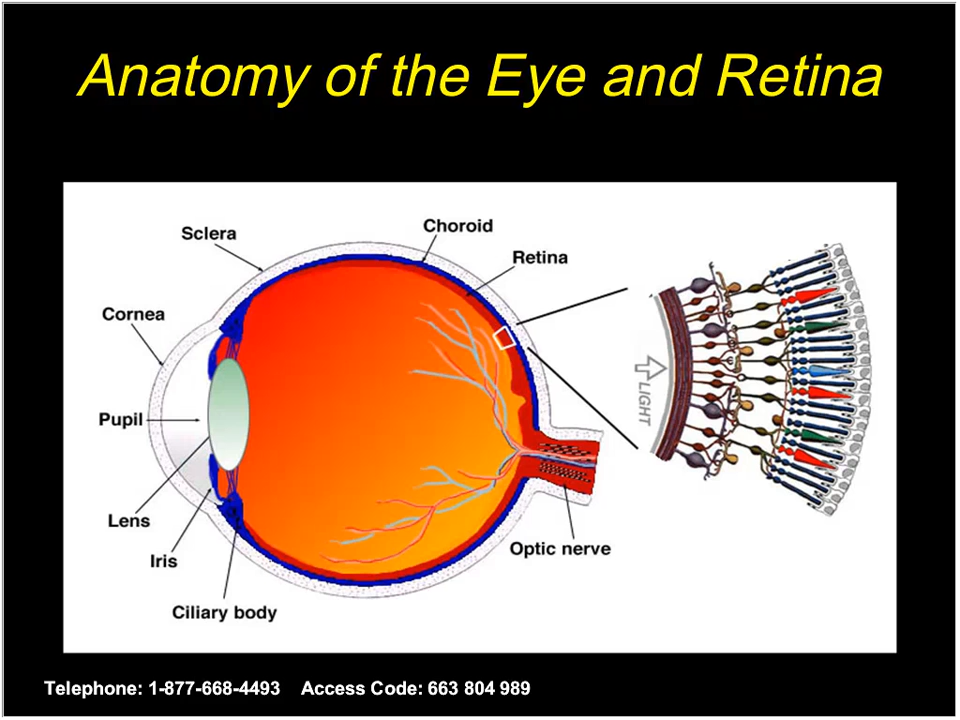 Anatomy of the Eye and Retina
Sclera
Choroid
Retina
Cornea
Pupil
LIGHT
Lens
Iris
Optic nerve
Ciliary body
Telephone: 1-877-668-4493 Access Code: 663 804 989